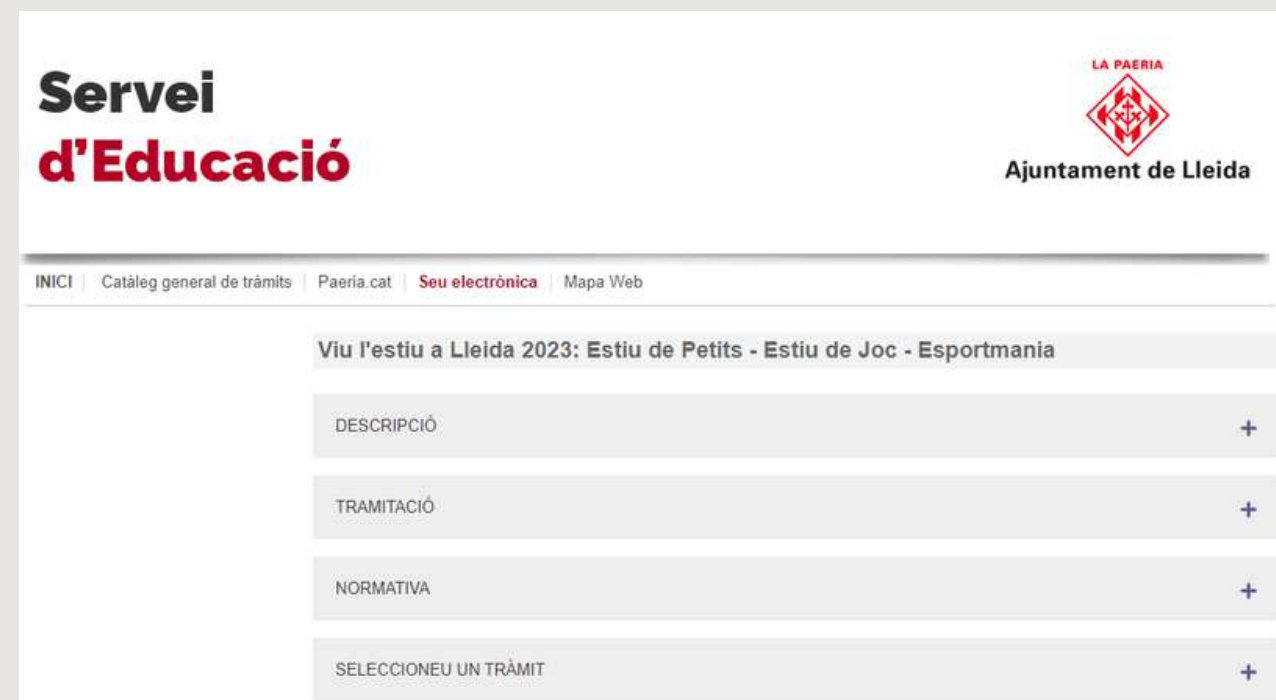 Servei
d'Educació
LA PAERIA
Ajuntament de Lleida
INICI Catàleg general de tràmits Paeria.cat Seu electrònica Mapa Web
Viu l'estiu a Lleida 2023: Estiu de Petits - Estiu de Joc - Esportmania
DESCRIPCIÓ +
TRAMITACIÓ +
NORMATIVA +
SELECCIONEU UN TRÀMIT +